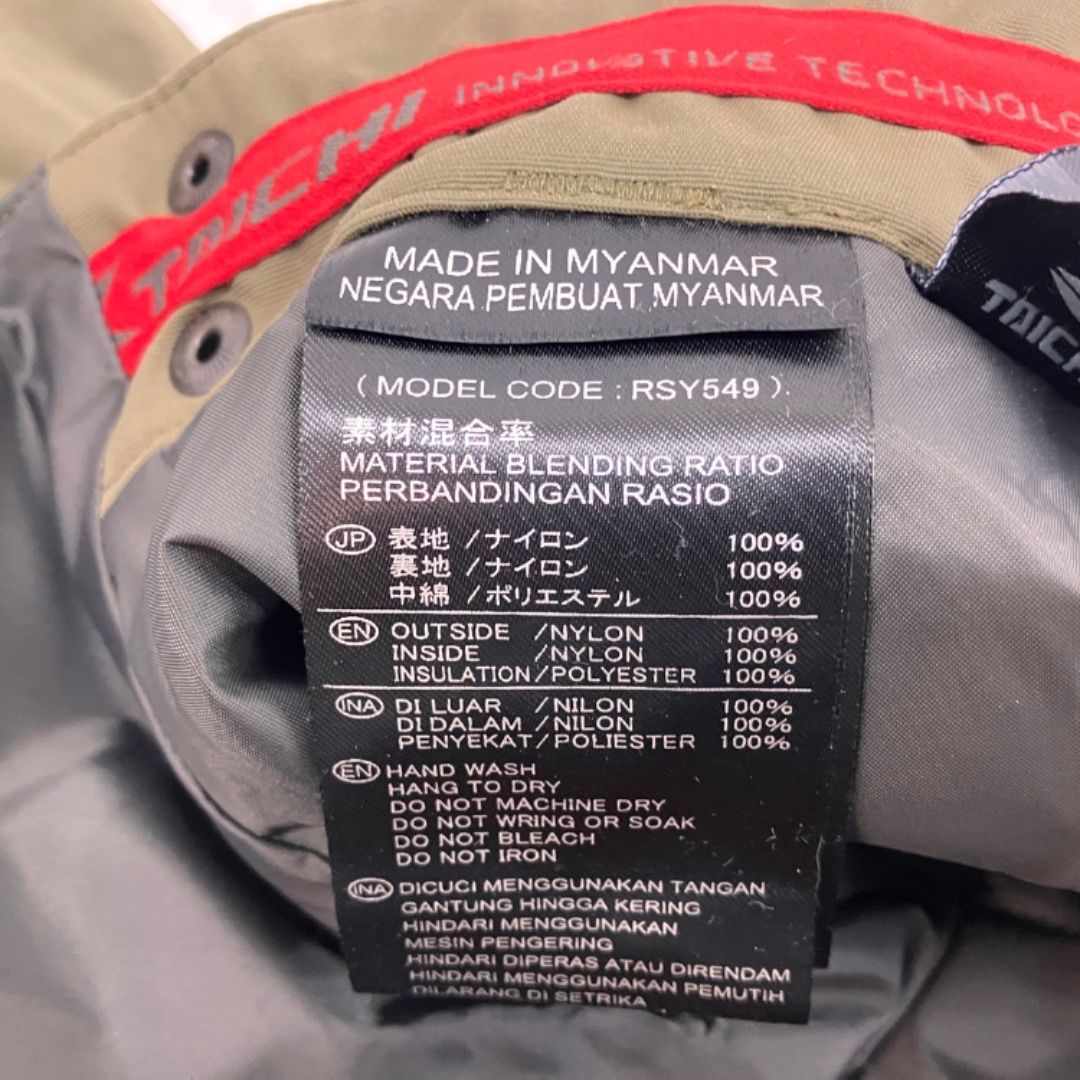 TAICHI INNOVATIVE TECHNOLO
TAIC
MADE IN MYANMAR
NEGARA PEMBUAT MYANMAR
( MODEL CODE : RSY549 )
素材混合率
MATERIAL BLENDING RATIO
PERBANDINGAN RASIO
JP 表地 /ナイロン 100%
裏地 /ナイロン 100%
中綿 /ポリエステル 100%
EN OUTSIDE /NYLON 100%
INSIDE /NYLON 100%
INSULATION/POLYESTER 100%
INA DI LUAR /NILON 100%
DI DALAM /NILON 100%
PENYEKAT/POLIESTER 100%
EN HAND WASH
HANG TO DRY
DO NOT MACHINE DRY
DO NOT WRING OR SOAK
DO NOT BLEACH
DO NOT IRON
INA DICUCI MENGGUNAKAN TANGAN
GANTUNG HINGGA KERING
HINDARI MENGGUNAKAN
MESIN PENGERING
HINDARI DIPERAS ATAU DIRENDAM
HINDARI MENGGUNAKAN PEMUTIH
DILARANG DI SETRIKA